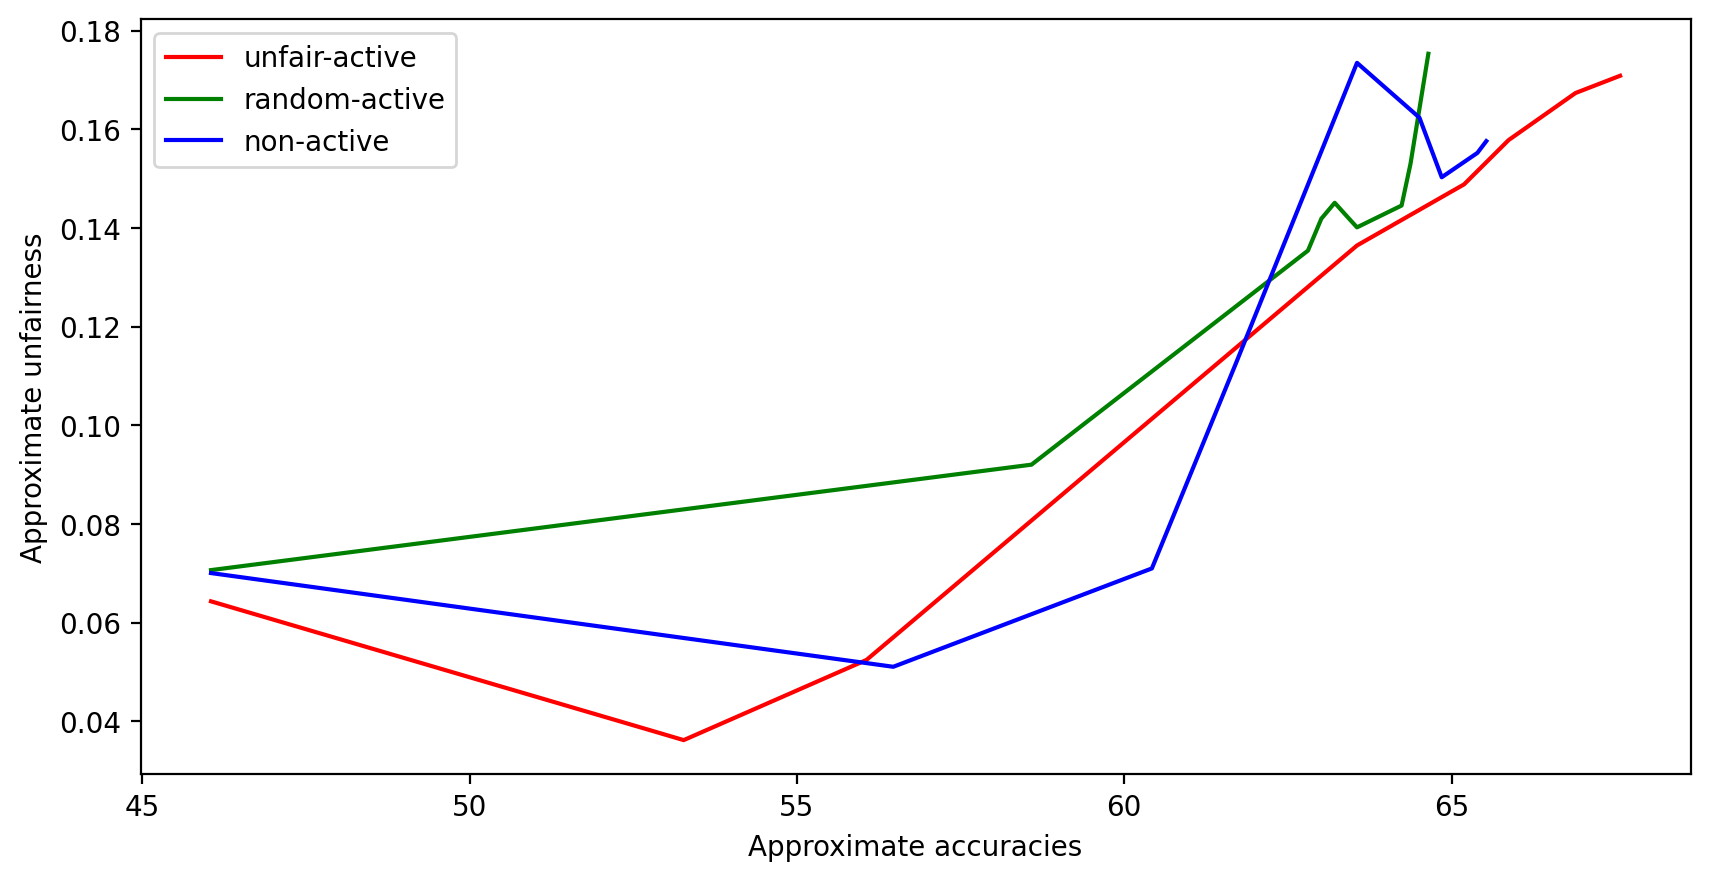 0.18
0.16
0.14
0.12
0.10
0.08
0.06
0.04
Approximate unfairness
unfair-active
random-active
non-active
45
50
55
60
65
Approximate accuracies